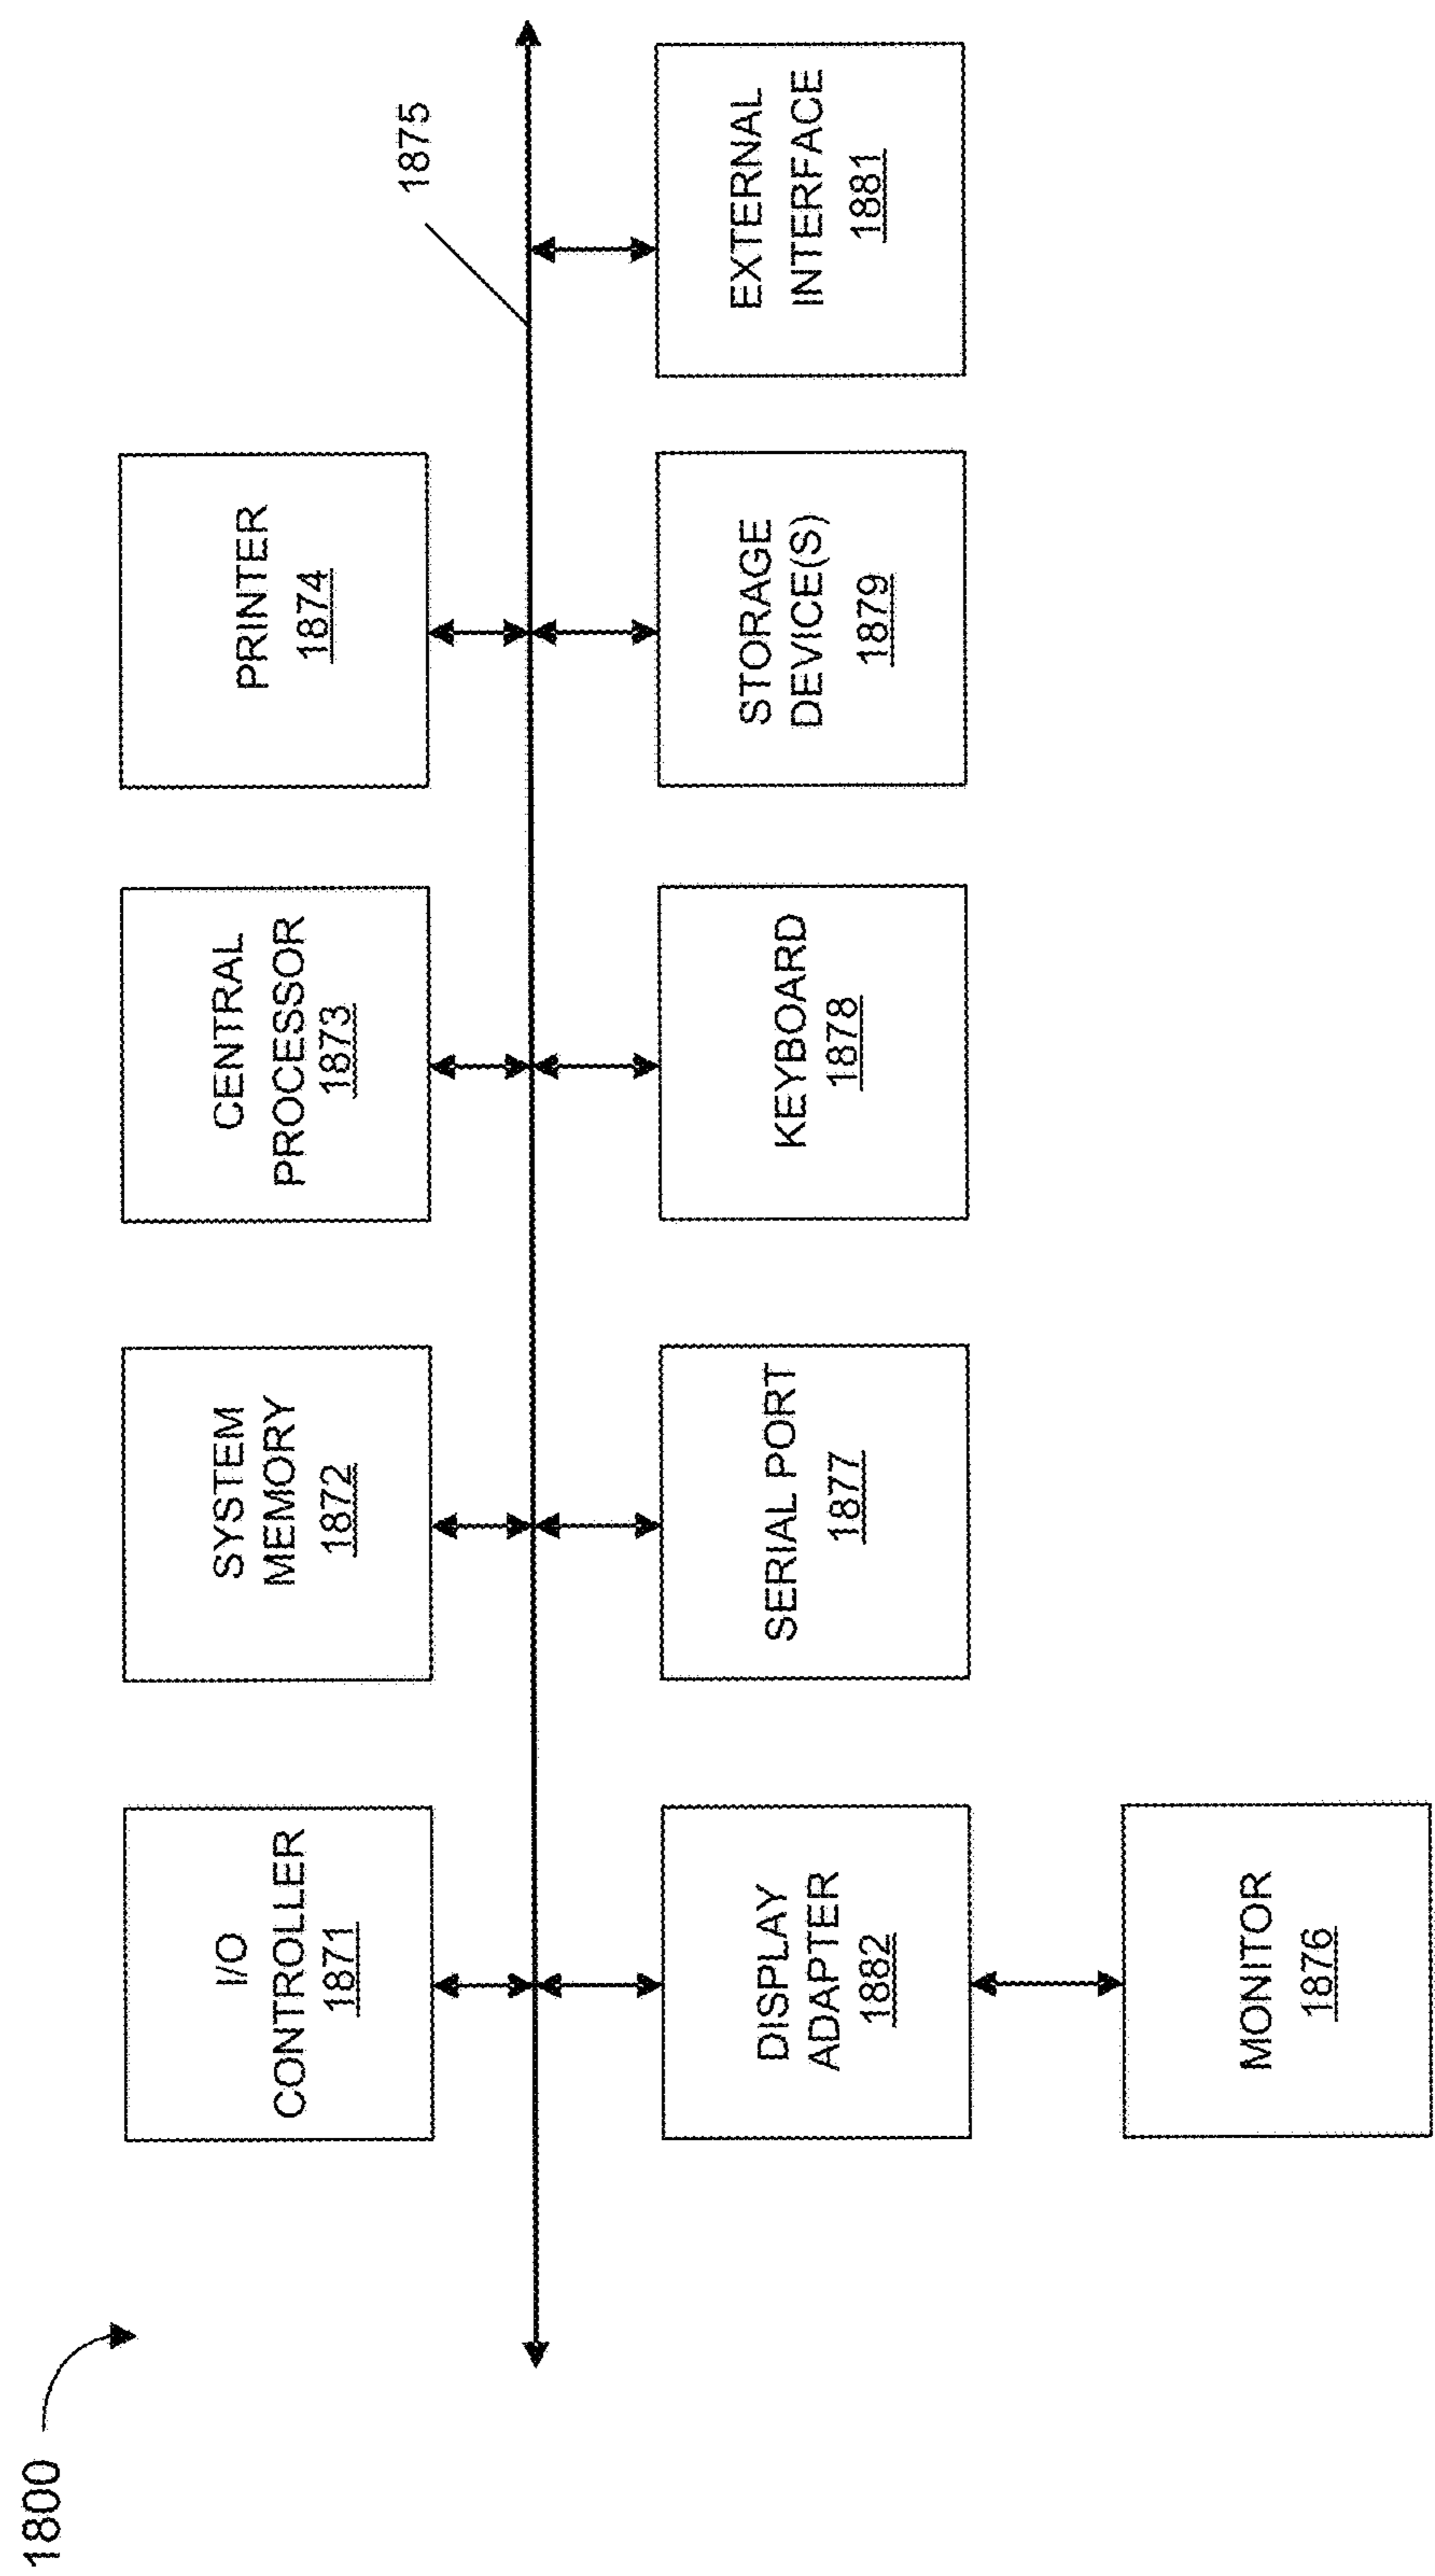 1800
I/O
CONTROLLER
1871
SYSTEM
MEMORY
1872
CENTRAL
PROCESSOR
1873
PRINTER
1874
1875
DISPLAY
ADAPTER
1882
SERIAL PORT
1877
KEYBOARD
1878
STORAGE
DEVICE(S)
1879
EXTERNAL
INTERFACE
1881
MONITOR
1876